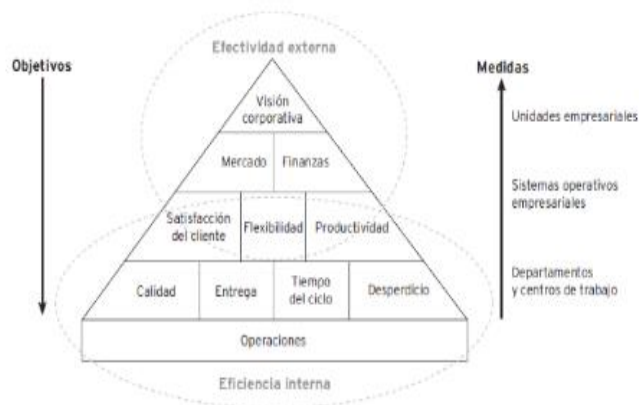 Efectividad externa
Objetivos
Medidas
Visión
corporativa
Unidades empresariales
Mercado
Finanzas
Sistemas operativos
empresariales
Satisfacción
del cliente
Flexibilidad
Productividad
Departamentos
y centros de trabajo
Calidad
Entrega
Tiempo
del ciclo
Desperdicio
Operaciones
Eficiencia interna